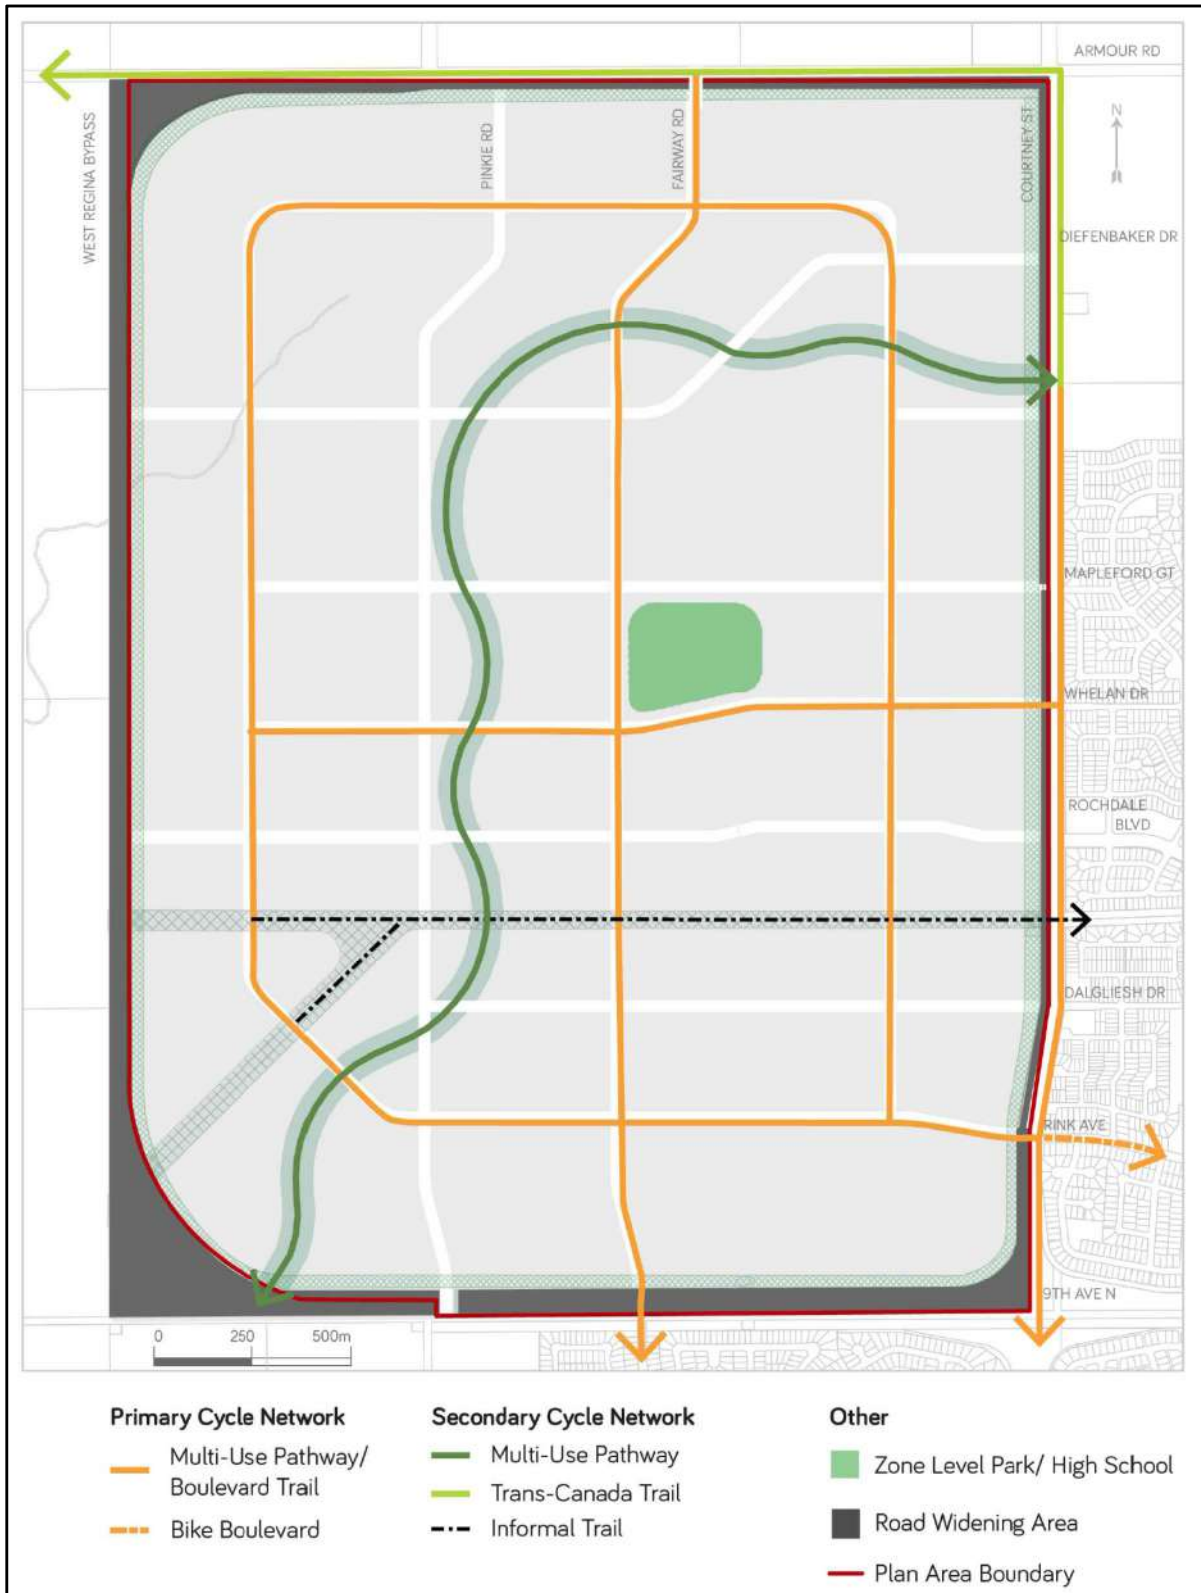 ARMOUR RD
N
WEST REGINA BYPASS
PINKIE RD
FAIRWAY RD
COURTNEY ST
DIEFENBAKER DR
MAPLEFORD GT
WHELAN DR
ROCHDALE
BLVD
DALGLIESH DR
RINK AVE
9TH AVE N
0 250 500m
Primary Cycle Network
Multi-Use Pathway/
Boulevard Trail
Bike Boulevard
Secondary Cycle Network
Multi-Use Pathway
Trans-Canada Trail
Informal Trail
Other
Zone Level Park/ High School
Road Widening Area
Plan Area Boundary